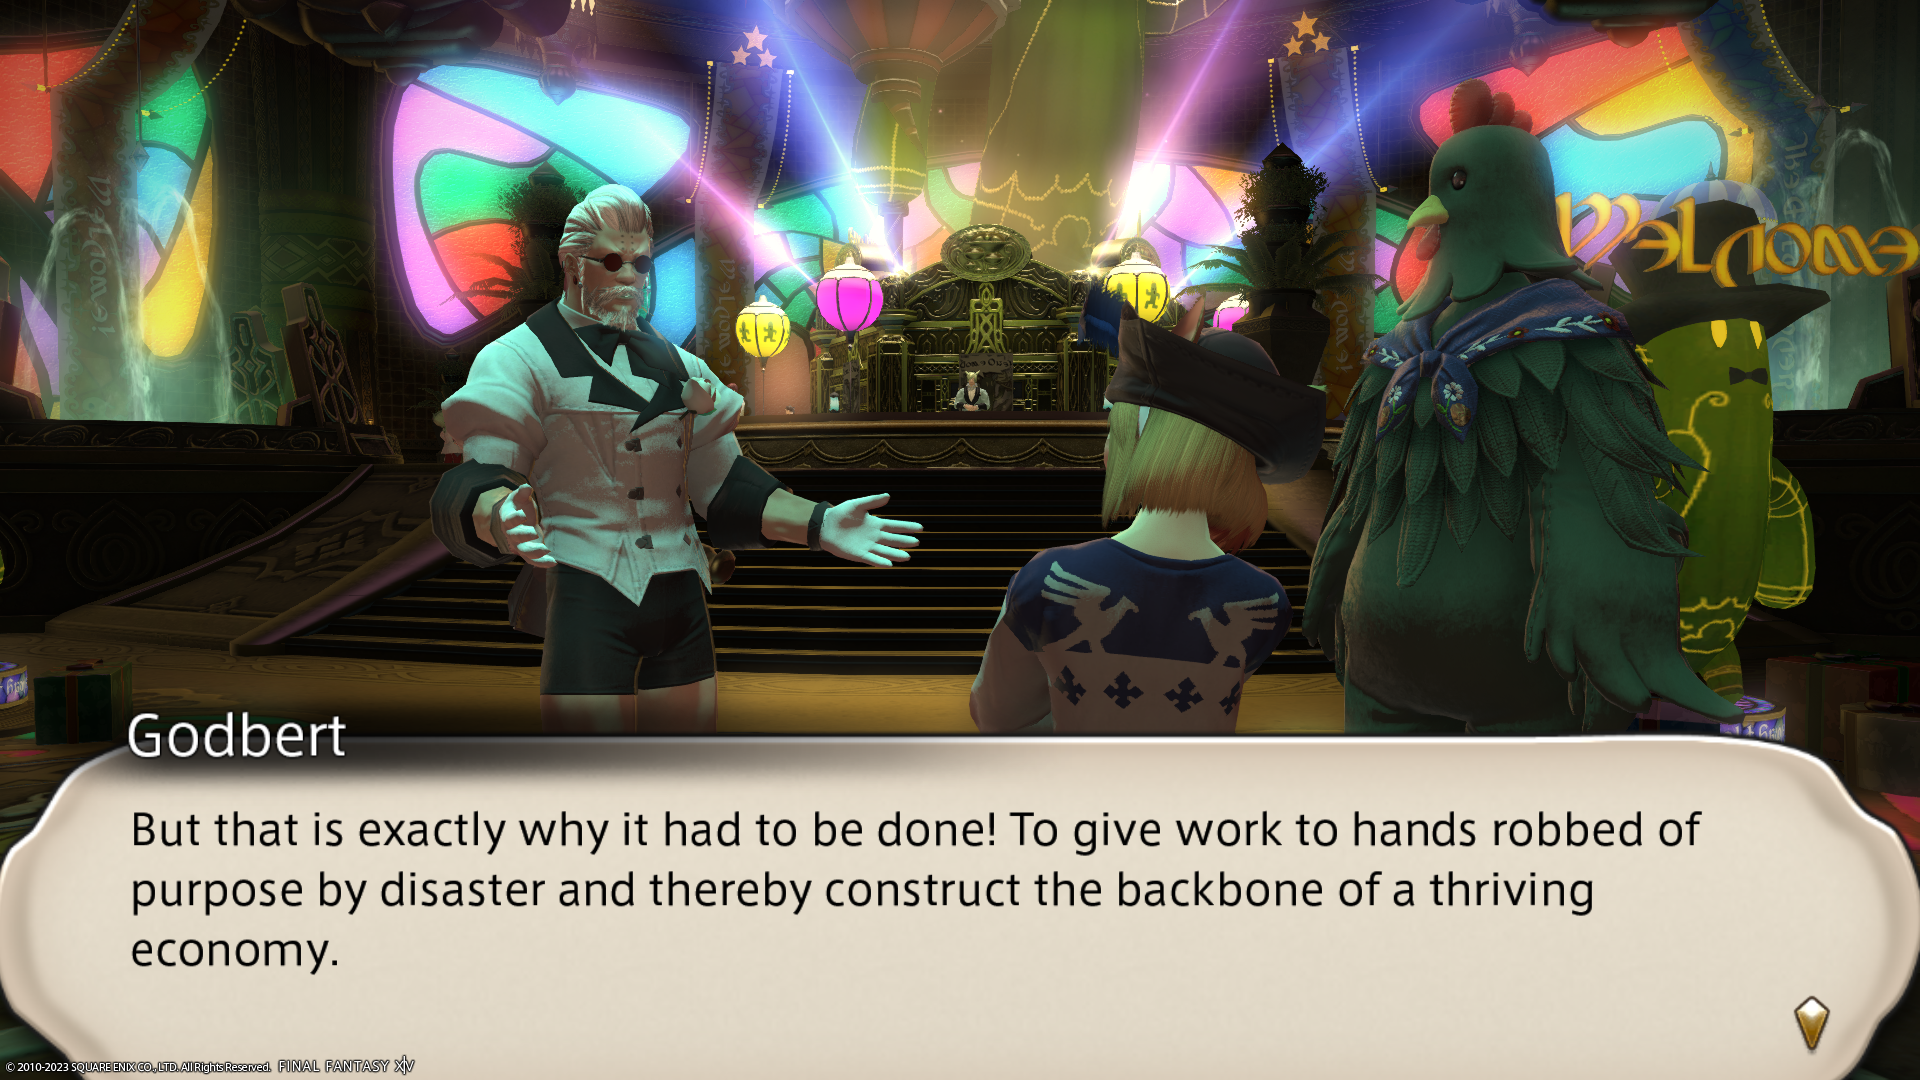 Welcome
Godbert
But that is exactly why it had to be done! To give work to hands robbed of
purpose by disaster and thereby construct the backbone of a thriving
economy.
© 2010-2023 SQUARE ENIX CO., LTD. All Rights Reserved. FINAL FANTASY XIV